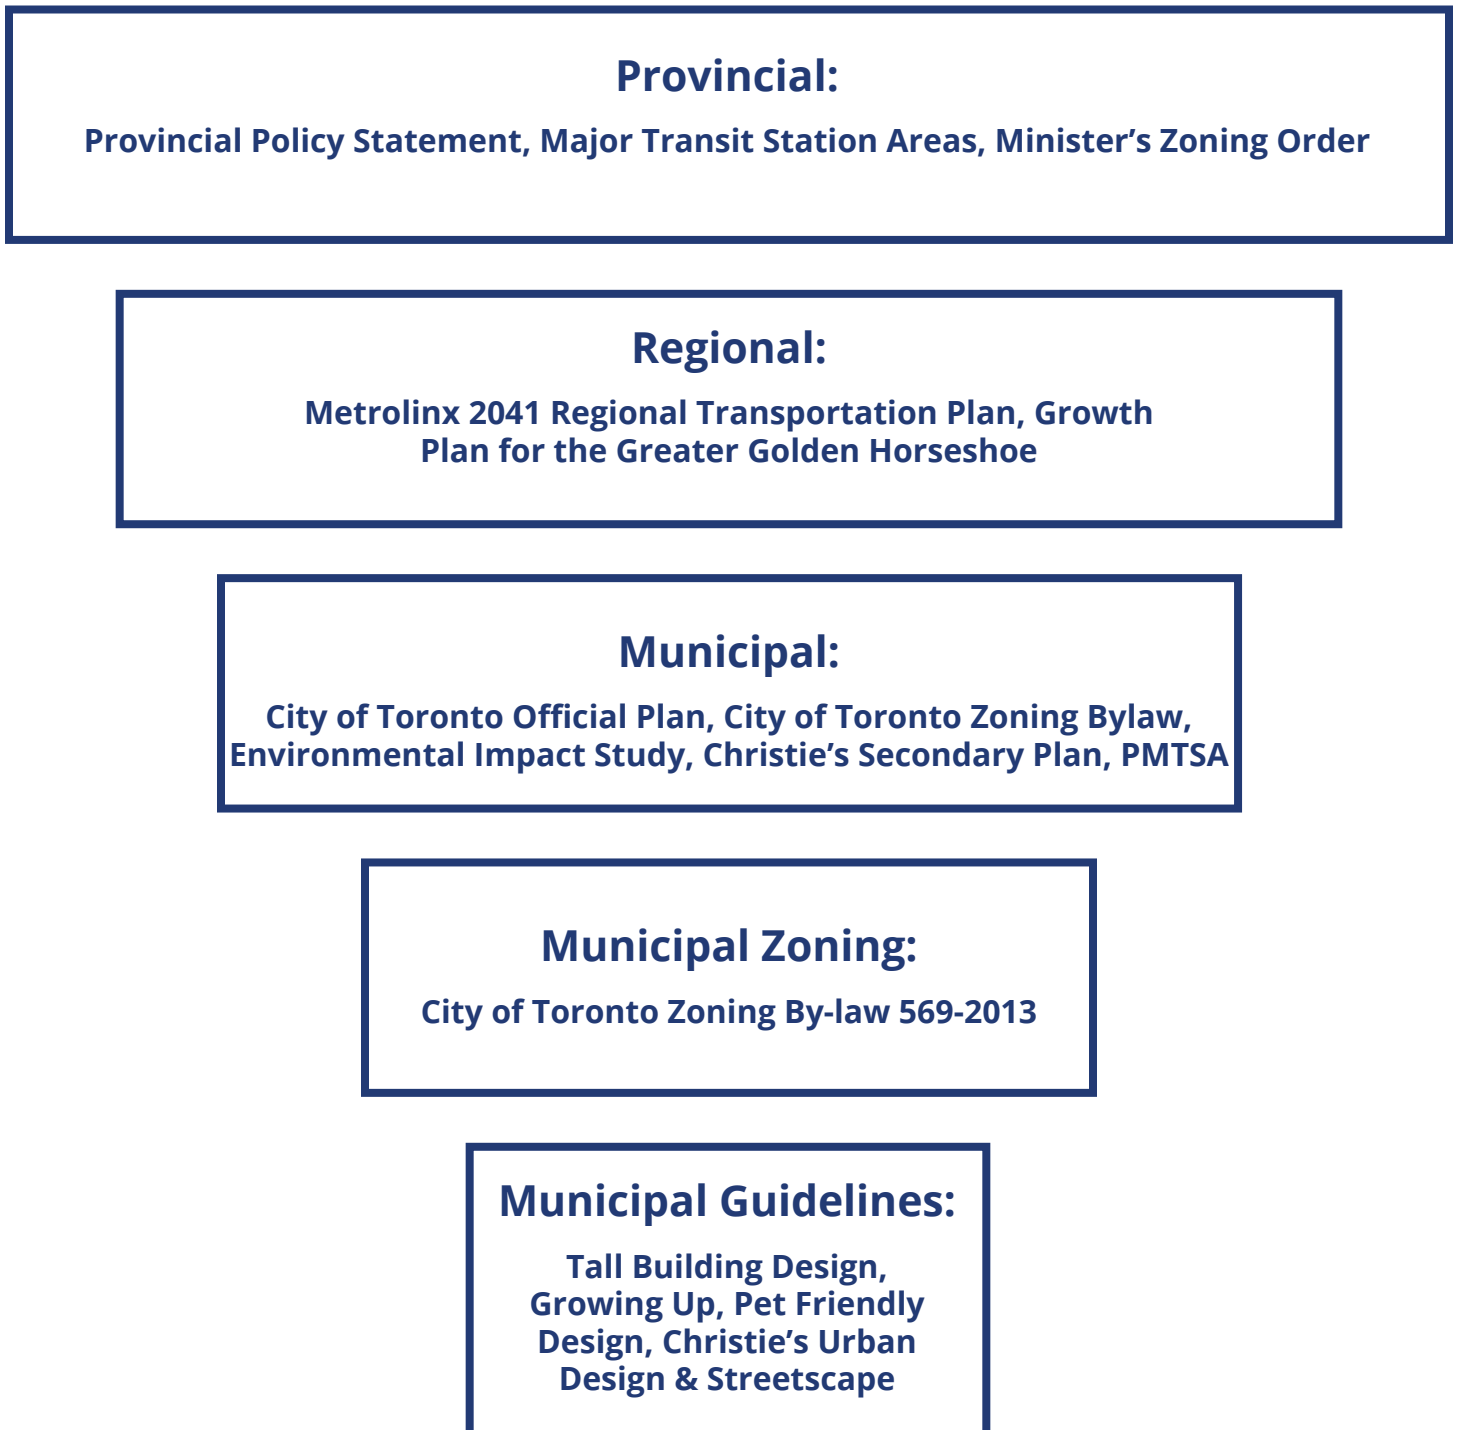 Provincial:
Provincial Policy Statement, Major Transit Station Areas, Minister’s Zoning Order
Regional:
Metrolinx 2041 Regional Transportation Plan, Growth
Plan for the Greater Golden Horseshoe
Municipal:
City of Toronto Official Plan, City of Toronto Zoning Bylaw,
Environmental Impact Study, Christie’s Secondary Plan, PMTSA
Municipal Zoning:
City of Toronto Zoning By-law 569-2013
Municipal Guidelines:
Tall Building Design,
Growing Up, Pet Friendly
Design, Christie’s Urban
Design & Streetscape